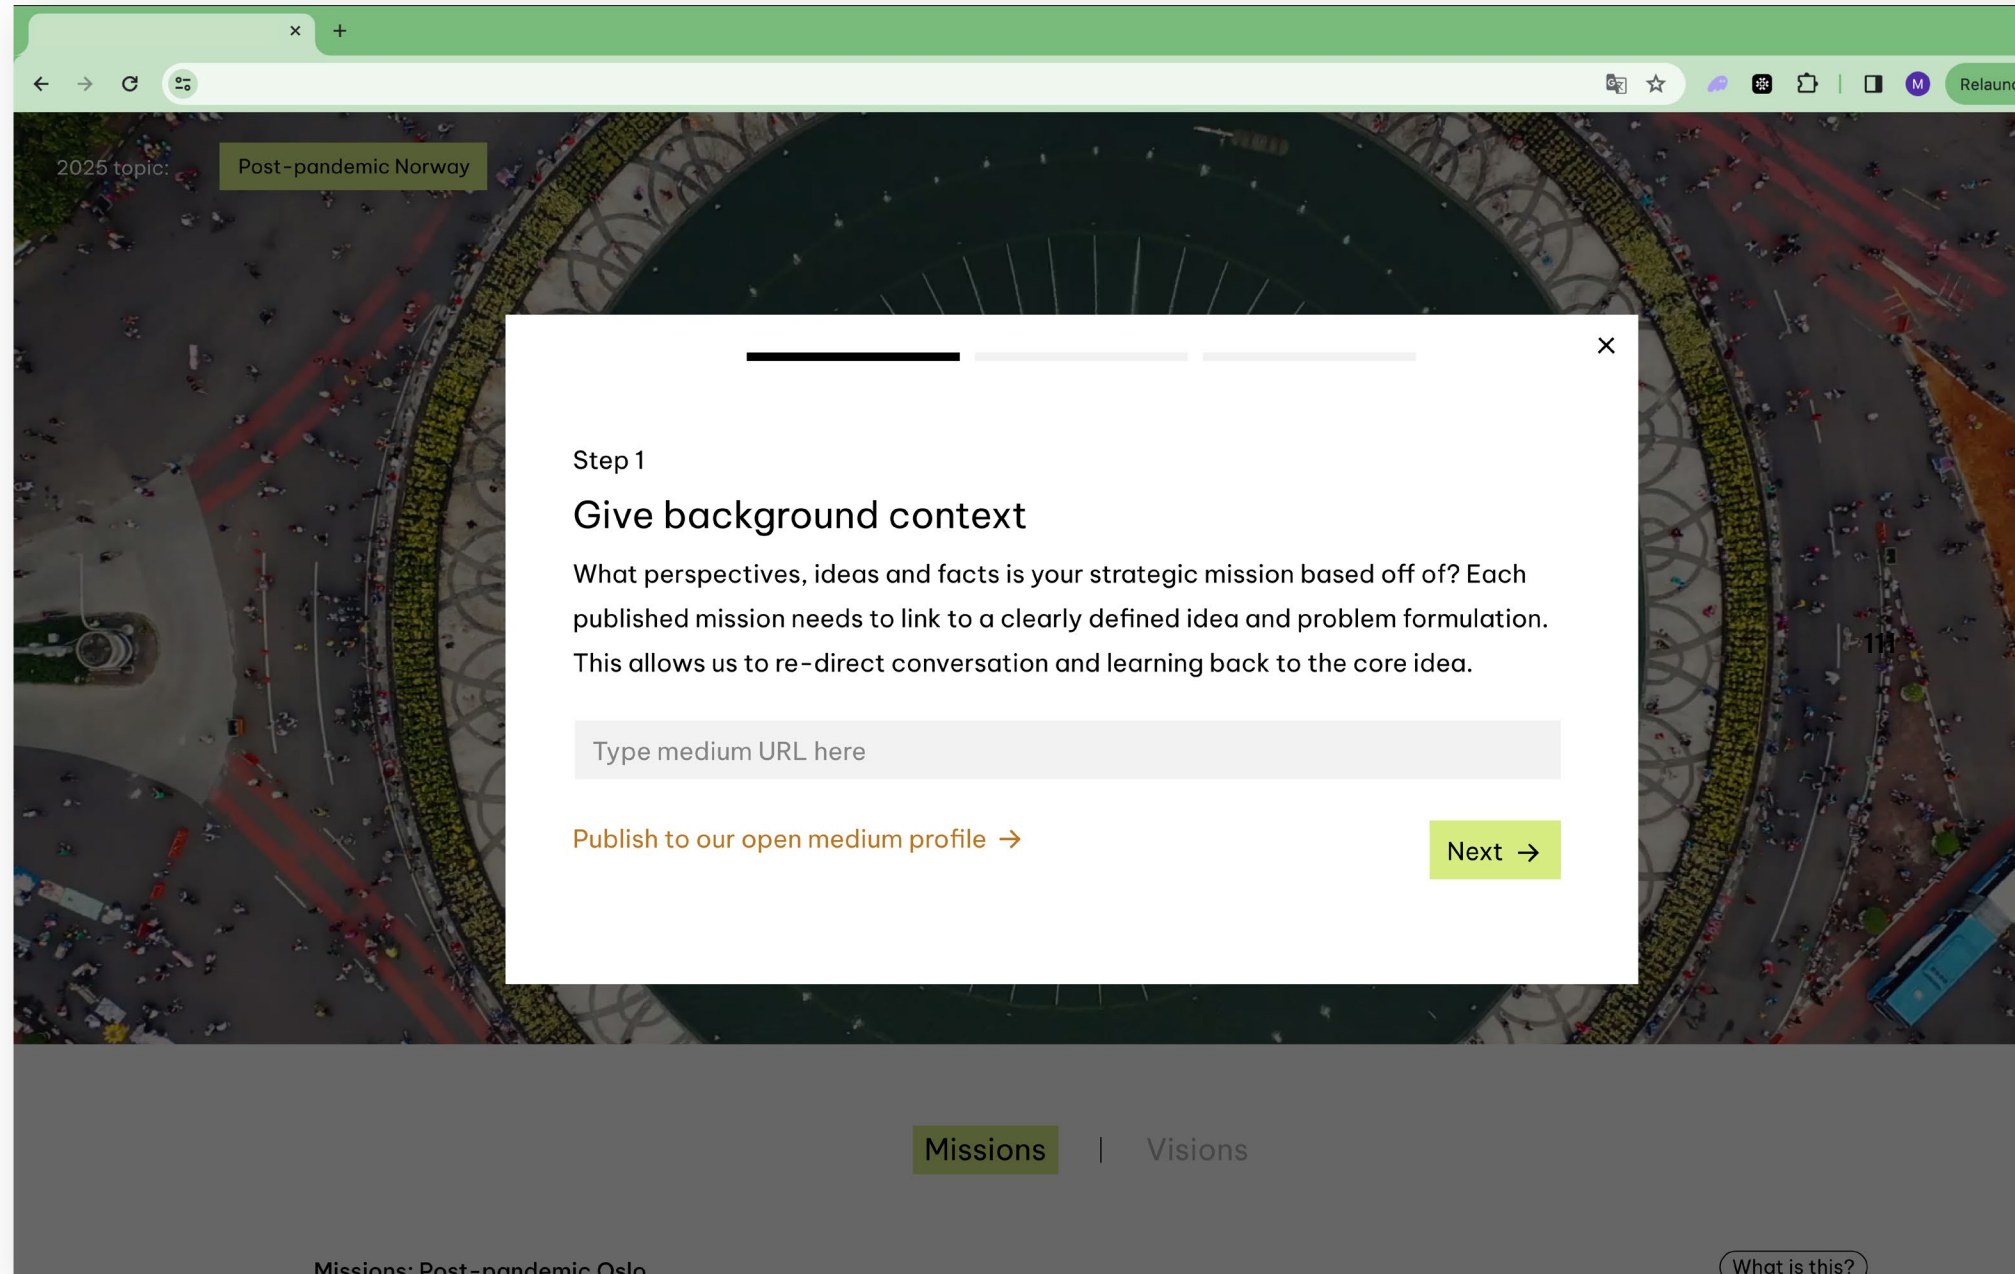 M
Relaunc
2025 topic:
Post-pandemic Norway
Step 1
Give background context
What perspectives, ideas and facts is your strategic mission based off of? Each
published mission needs to link to a clearly defined idea and problem formulation.
This allows us to re-direct conversation and learning back to the core idea.
111
Type medium URL here
Publish to our open medium profile →
Next →
Missions | Visions
Missions: Post-pandemic Oslo
What is this?